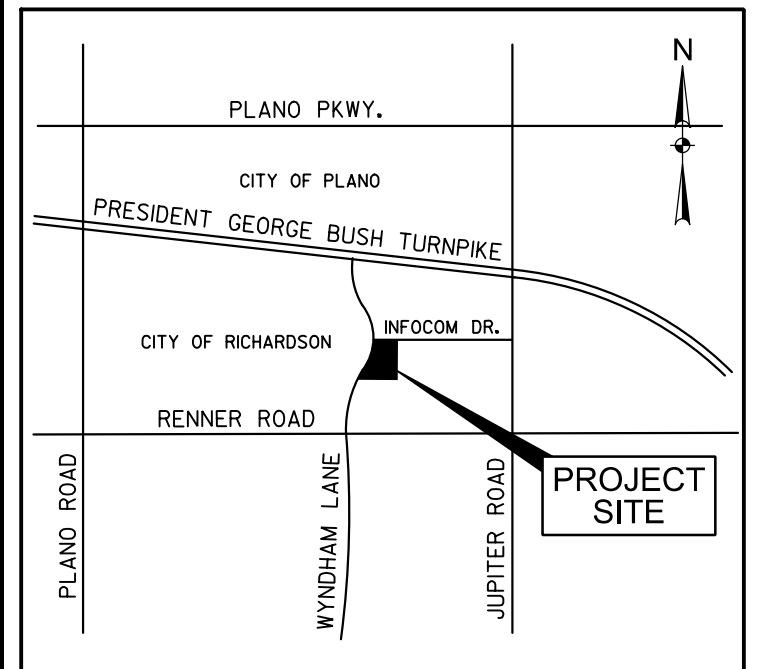 N
PLANO PKWY.
CITY OF PLANO
PRESIDENT GEORGE BUSH TURNPIKE
INFOCOM DR.
CITY OF RICHARDSON
RENNER ROAD
PLANO ROAD
WYNDHAM LANE
JUPITER ROAD
PROJECT
SITE